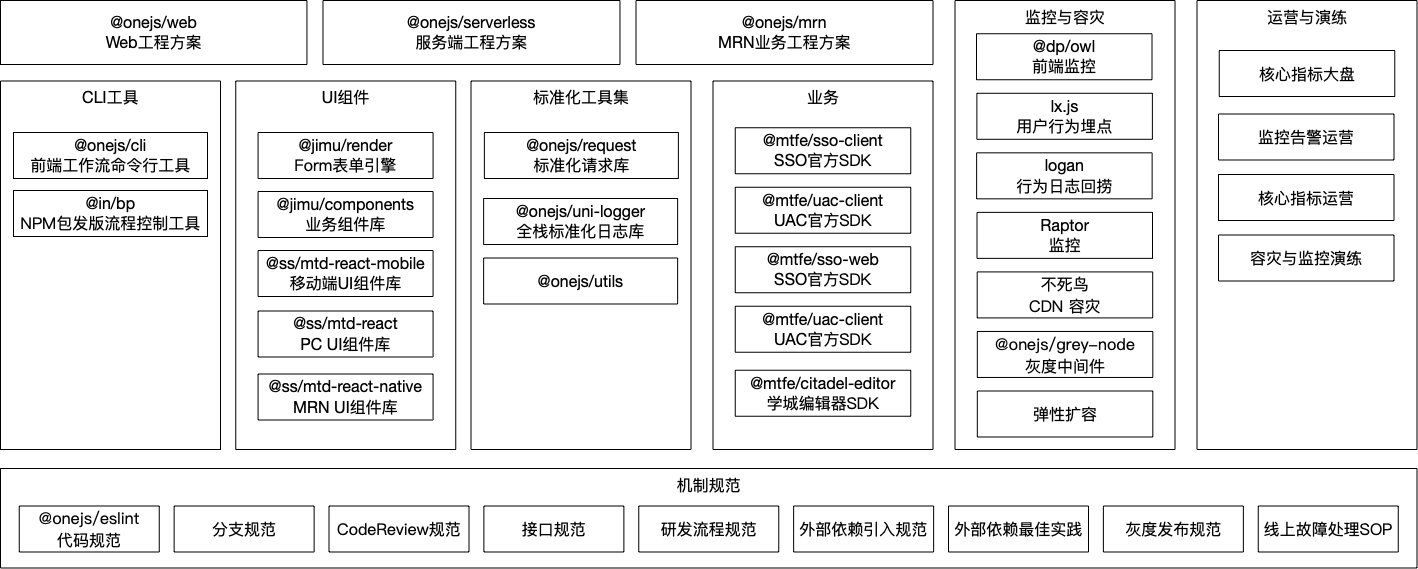 @onejs/web
Web工程方案
@onejs/serverless
服务端工程方案
@onejs/mrn
MRN业务工程方案
CLI工具
@onejs/cli
前端工作流命令行工具
@in/bp
NPM包发版流程控制工具
UI组件
@jimu/render
Form表单引擎
@jimu/components
业务组件库
@ss/mtd-react-mobile
移动端UI组件库
@ss/mtd-react
PC UI组件库
@ss/mtd-react-native
MRN UI组件库
标准化工具集
@onejs/request
标准化请求库
@onejs/uni-logger
全栈标准化日志库
@onejs/utils
业务
@mtfe/sso-client
SSO官方SDK
@mtfe/uac-client
UAC官方SDK
@mtfe/sso-web
SSO官方SDK
@mtfe/uac-client
UAC官方SDK
@mtfe/citadel-editor
学城编辑器SDK
监控与容灾
@dp/owl
前端监控
lx.js
用户行为埋点
logan
行为日志回捞
Raptor
监控
不死鸟
CDN 容灾
@onejs/grey-node
灰度中间件
弹性扩容
运营与演练
核心指标大盘
监控告警运营
核心指标运营
容灾与监控演练
机制规范
@onejs/eslint
代码规范
分支规范
CodeReview规范
接口规范
研发流程规范
外部依赖引入规范
外部依赖最佳实践
灰度发布规范
线上故障处理SOP